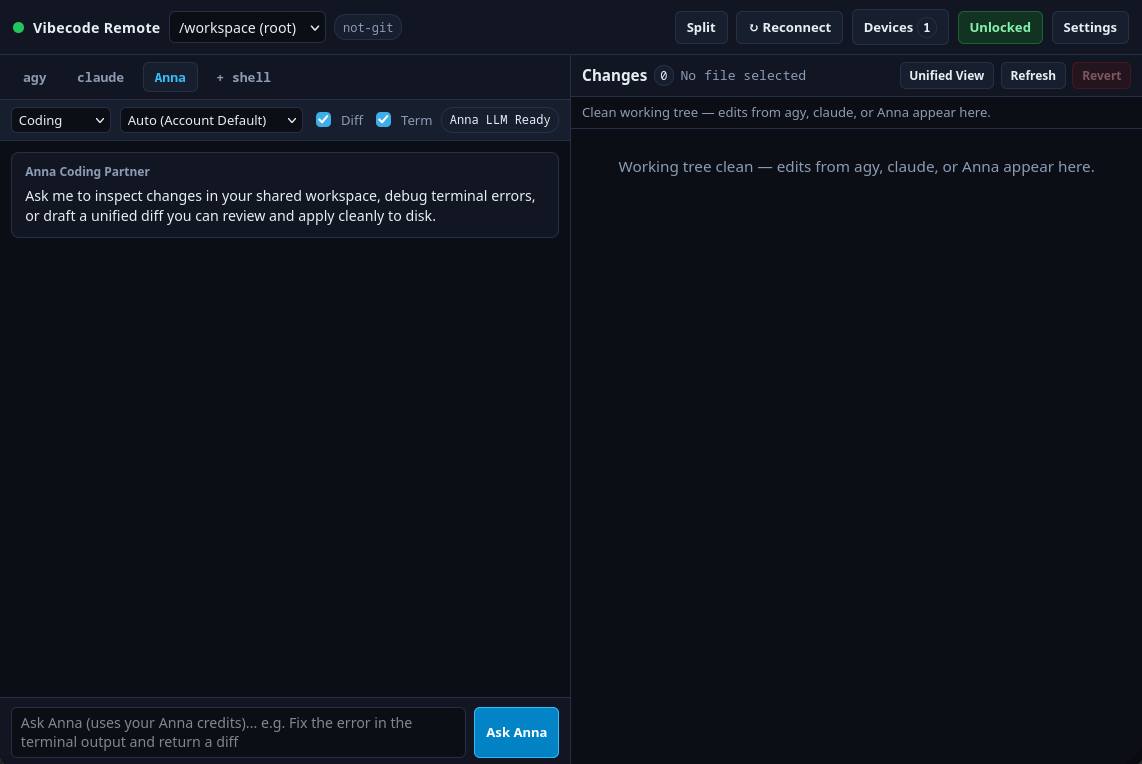 Vibecode Remote
/workspace (root)
not-git
Split
↻ Reconnect
Devices 1
Unlocked
Settings
agy
claude
Anna
+ shell
Coding
Auto (Account Default)
Diff
Term
Anna LLM Ready
Anna Coding Partner
Ask me to inspect changes in your shared workspace, debug terminal errors,
or draft a unified diff you can review and apply cleanly to disk.
Ask Anna (uses your Anna credits)... e.g. Fix the error in the
terminal output and return a diff
Ask Anna
Changes 0 No file selected
Unified View
Refresh
Revert
Clean working tree — edits from agy, claude, or Anna appear here.
Working tree clean — edits from agy, claude, or Anna appear here.